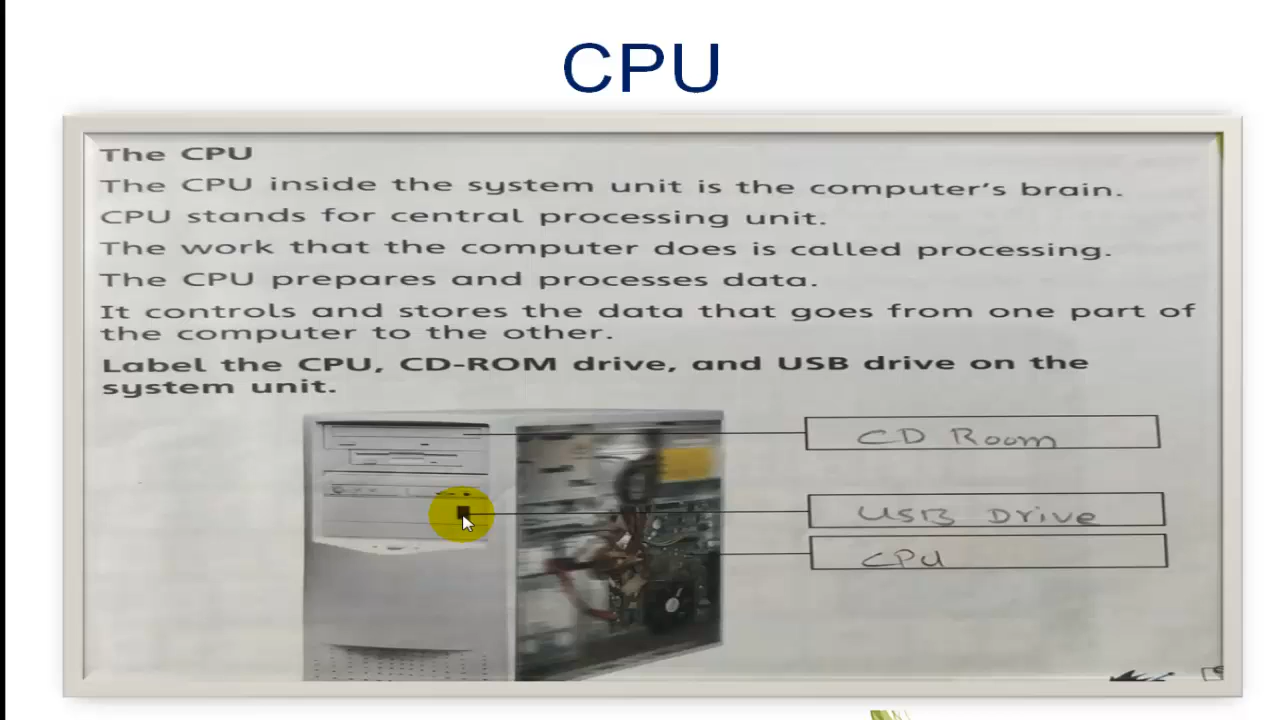 CPU
The CPU
The CPU inside the system unit is the computer's brain.
CPU stands for central processing unit.
The work that the computer does is called processing.
The CPU prepares and processes data.
It controls and stores the data that goes from one part of
the computer to the other.
Label the CPU, CD-ROM drive, and USB drive on the
system unit.
CD Room
USB Drive
CPU